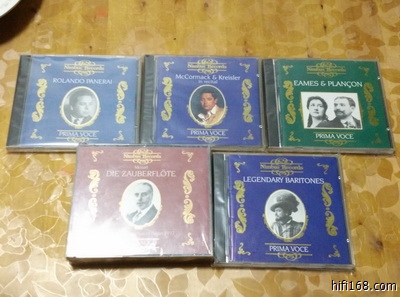 Nimbus Records
ROLANDO PANERAI
PRIMA VOCE
Nimbus Records
McCormack & Kreisler
PRIMA VOCE
Nimbus Records
EAMES & PLANÇON
PRIMA VOCE
Nimbus Records
Mozart
DIE ZAUBERFLÖTE
Nimbus Records
LEGENDARY BARITONES
PRIMA VOCE
hifi168.com